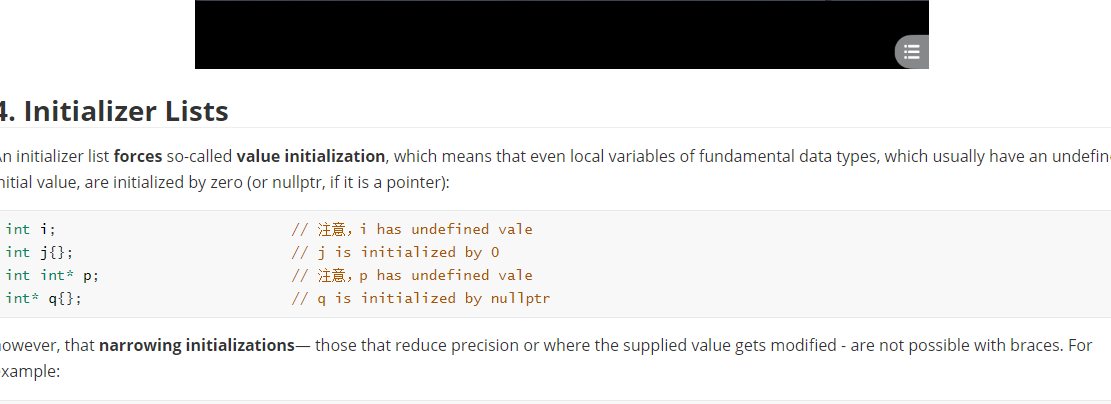 4. Initializer Lists
An initializer list forces so-called value initialization, which means that even local variables of fundamental data types, which usually have an undefin
nitial value, are initialized by zero (or nullptr, if it is a pointer):
int i; // 注意，i has undefined vale
int j{}; // j is initialized by 0
int int* p; // 注意，p has undefined vale
int* q{}; // q is initialized by nullptr
owever, that narrowing initializations— those that reduce precision or where the supplied value gets modified - are not possible with braces. For
xample: